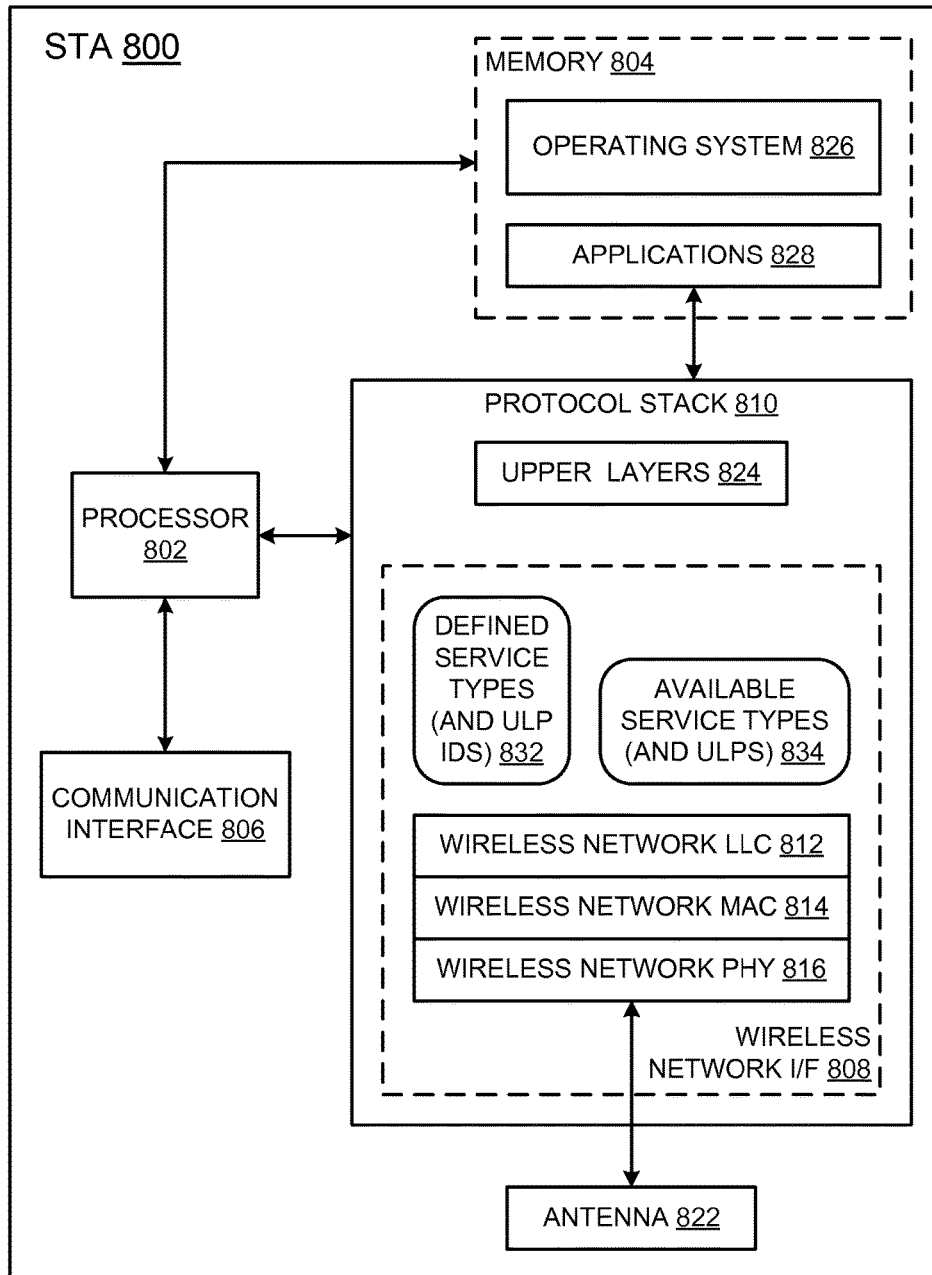 STA 800
MEMORY 804
OPERATING SYSTEM 826
APPLICATIONS 828
PROTOCOL STACK 810
UPPER LAYERS 824
PROCESSOR
802
DEFINED
SERVICE
TYPES
(AND ULP
IDS) 832
AVAILABLE
SERVICE TYPES
(AND ULPS) 834
COMMUNICATION
INTERFACE 806
WIRELESS NETWORK LLC 812
WIRELESS NETWORK MAC 814
WIRELESS NETWORK PHY 816
WIRELESS
NETWORK I/F 808
ANTENNA 822